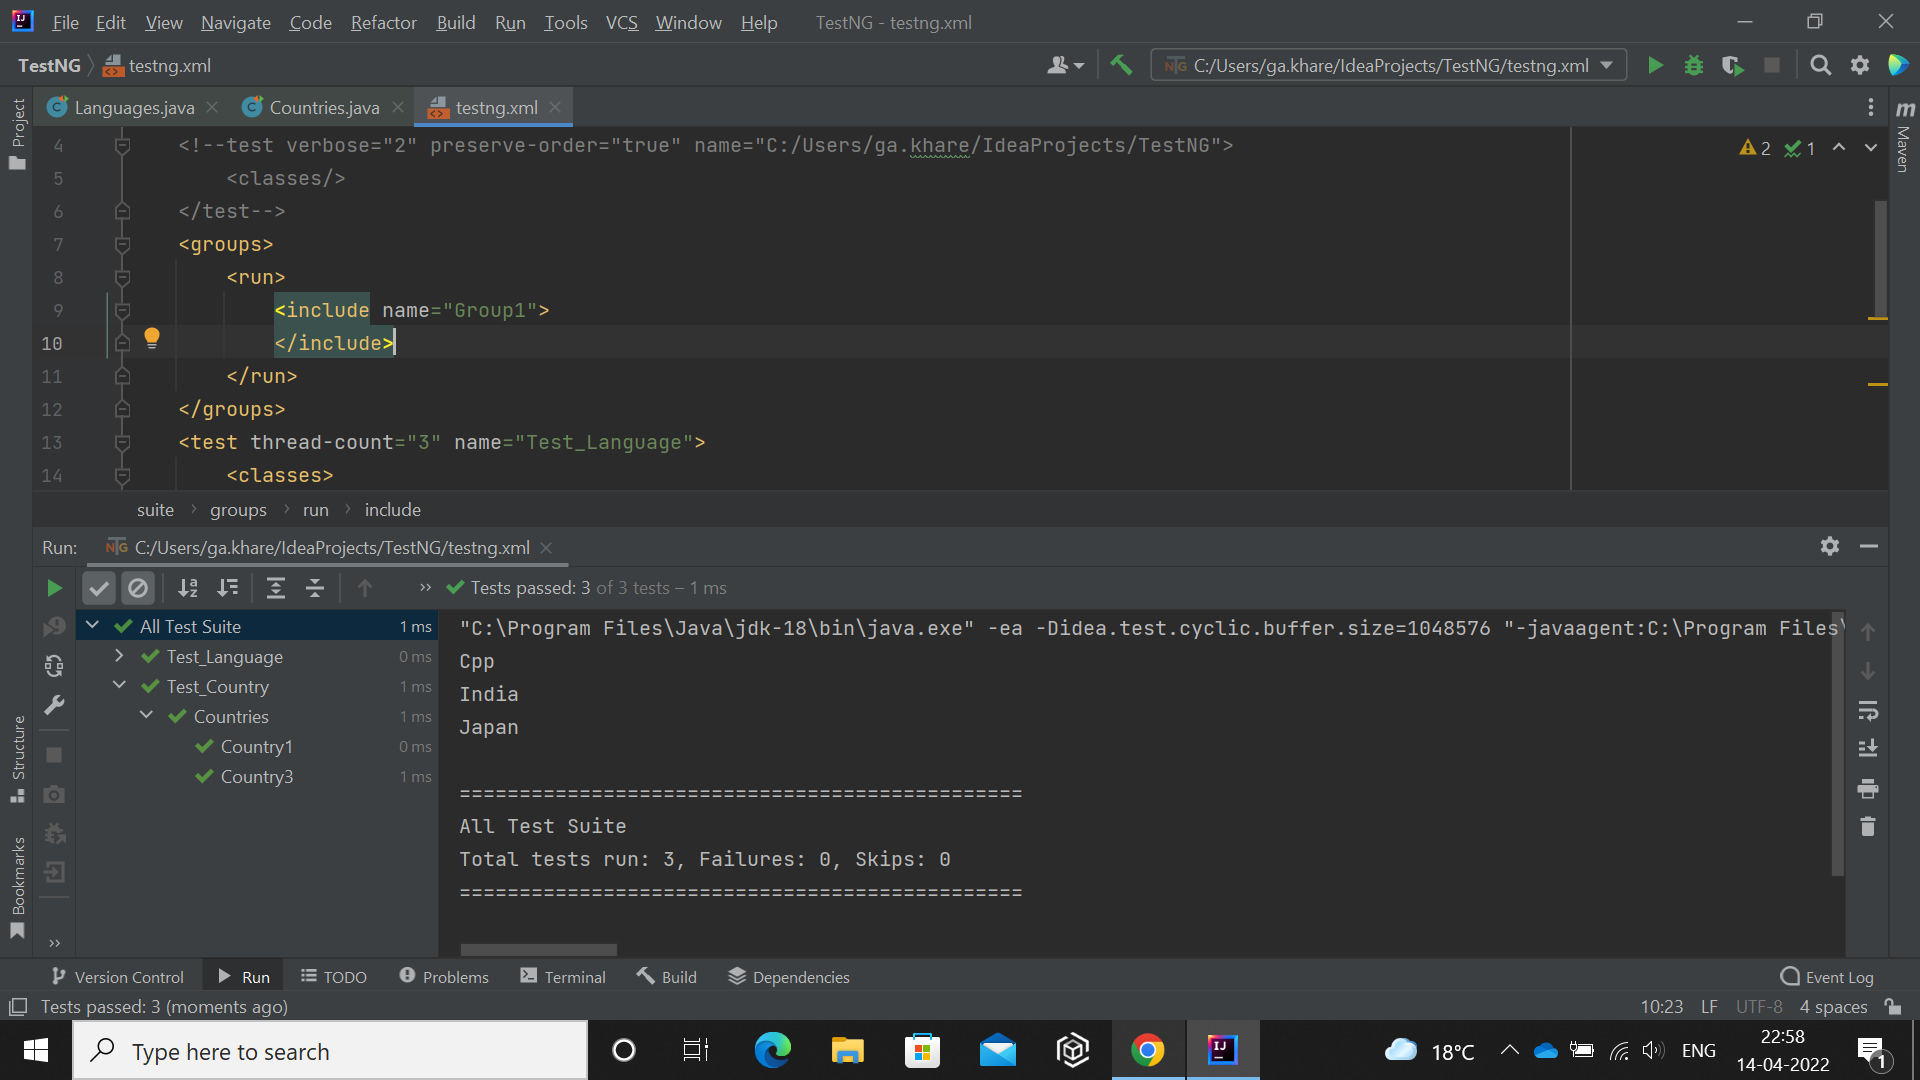 File Edit View Navigate Code Refactor Build Run Tools VCS Window Help TestNG - testng.xml
TestNG testng.xml C:/Users/ga.khare/IdeaProjects/TestNG/testng.xml
Languages.java Countries.java testng.xml
Project
Maven
4 <!--test verbose="2" preserve-order="true" name="C:/Users/ga.khare/IdeaProjects/TestNG"> 2 1
5 <classes/>
6 </test-->
7 <groups>
8 <run>
9 <include name="Group1">
10 </include>
11 </run>
12 </groups>
13 <test thread-count="3" name="Test_Language">
14 <classes>
suite groups run include
Run: C:/Users/ga.khare/IdeaProjects/TestNG/testng.xml
Tests passed: 3 of 3 tests – 1 ms
All Test Suite 1 ms
Test_Language 0 ms
Test_Country 1 ms
Countries 1 ms
Country1 0 ms
Country3 1 ms
"C:\Program Files\Java\jdk-18\bin\java.exe" -ea -Didea.test.cyclic.buffer.size=1048576 "-javaagent:C:\Program Files\
Cpp
India
Japan
===============================================
All Test Suite
Total tests run: 3, Failures: 0, Skips: 0
===============================================
Structure
Bookmarks
Version Control Run TODO Problems Terminal Build Dependencies Event Log
Tests passed: 3 (moments ago) 10:23 LF UTF-8 4 spaces
Type here to search 18°C ENG 22:58
14-04-2022 1